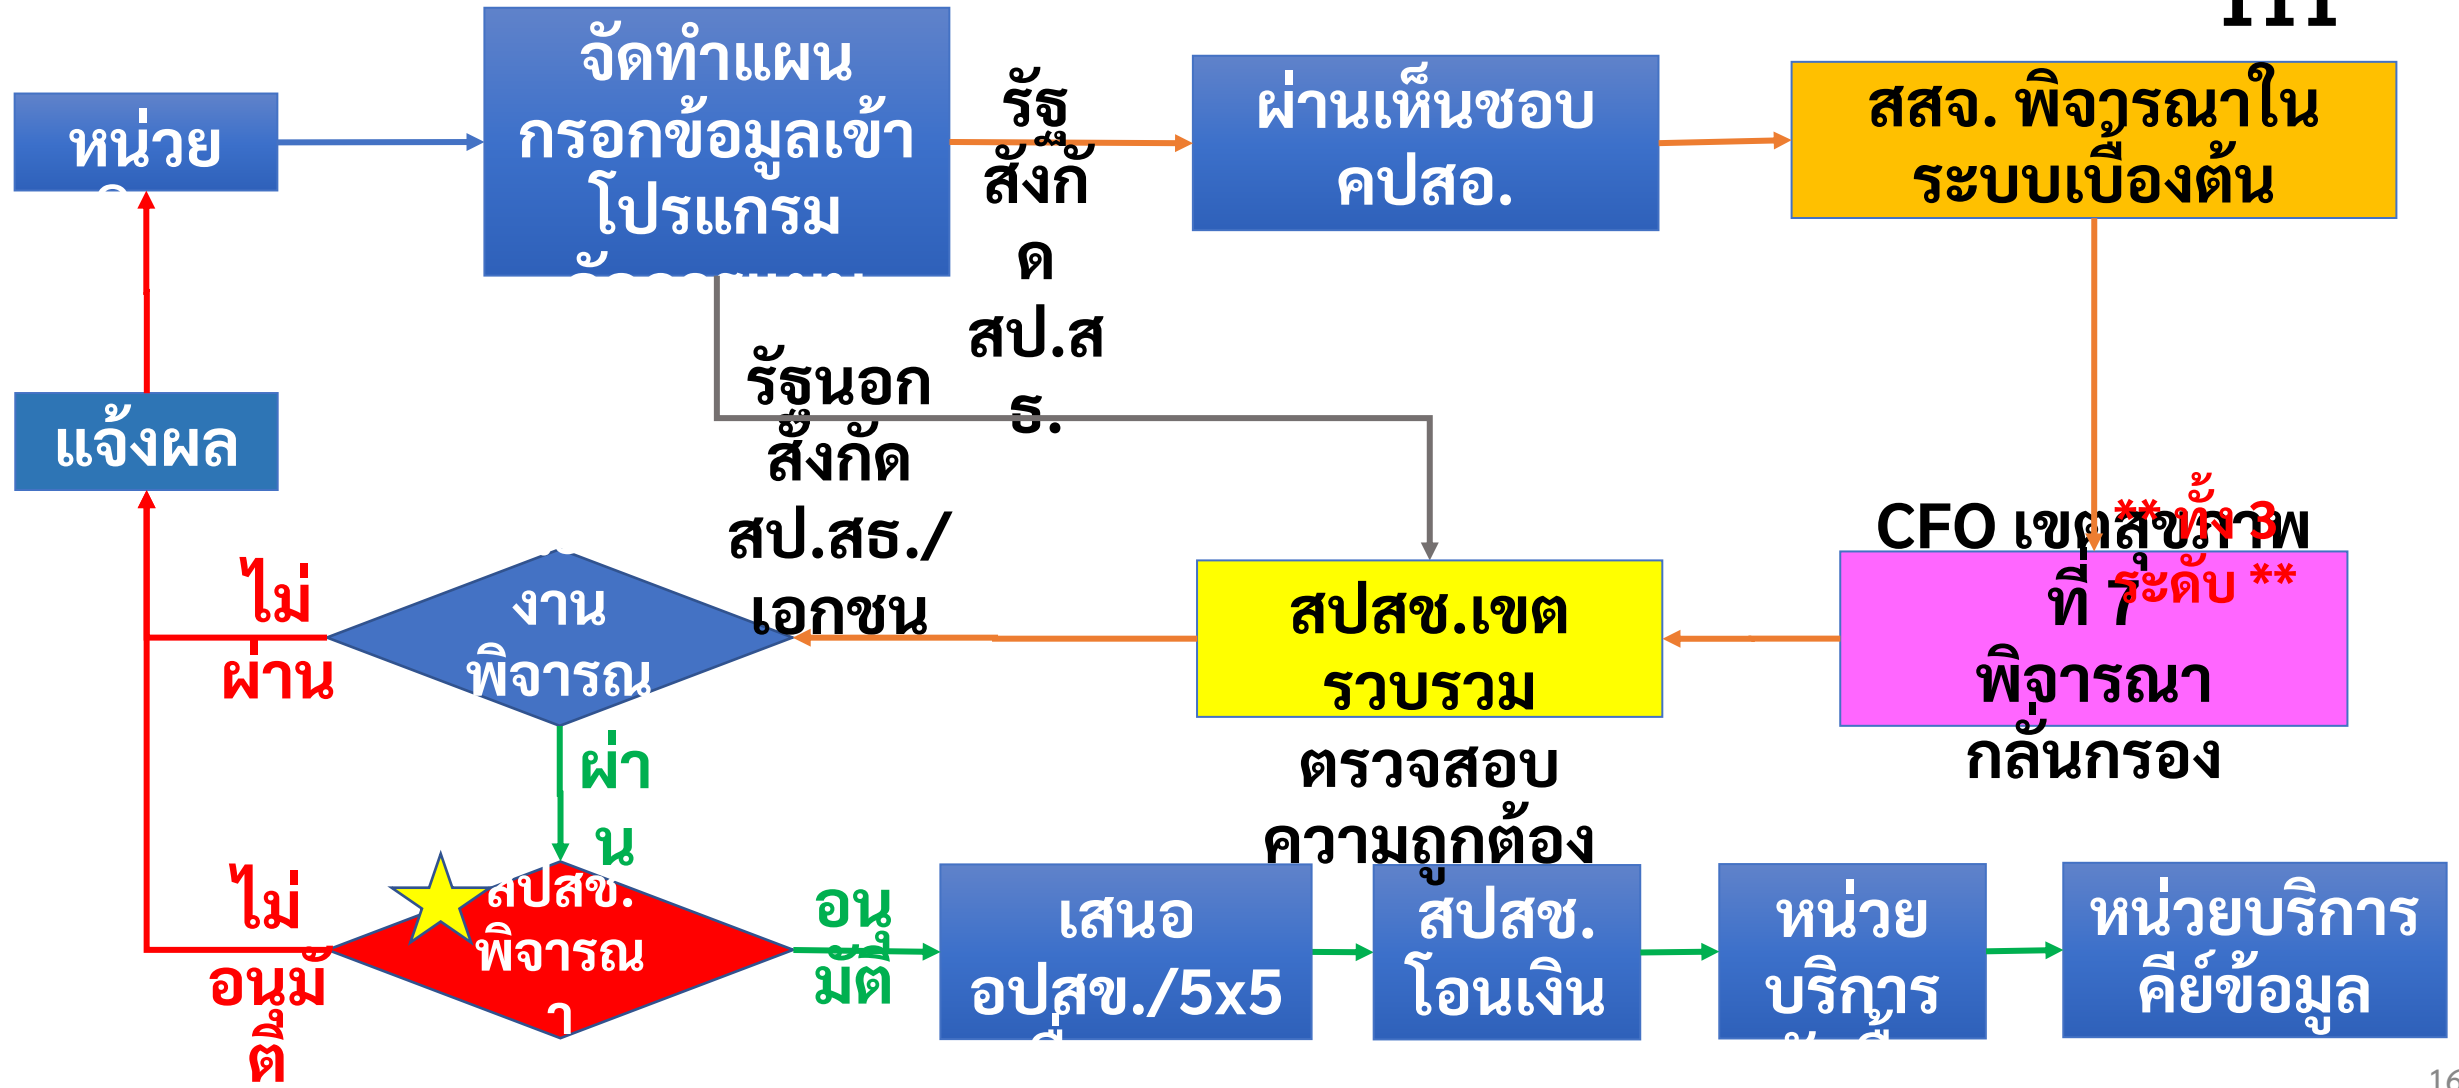 หน่วย
จัดทำแผน
กรอกข้อมูลเข้า
โปรแกรม
รัฐ
สังกั
ด
สป.ส
ธ.
ผ่านเห็นชอบ
คปสอ.
สสจ. พิจารณาใน
ระบบเบื้องต้น
แจ้งผล
รัฐนอก
สังกัด
สป.สธ./
เอกชน
CFO เขตสุขภาพ
ที่ 7
พิจารณา
กลั่นกรอง
** ทั้ง 3
ระดับ **
สปสช.เขต
รวบรวม
ตรวจสอบ
ความถูกต้อง
งาน
พิจารณ
ไม่
ผ่าน
ผ่า
น
สปสช.
พิจารณ
า
ไม่
อนุมั
ติ
อนุ
มัติ
เสนอ
อปสข./5x5
สปสช.
โอนเงิน
หน่วย
บริการ
หน่วยบริการ
คีย์ข้อมูล
16